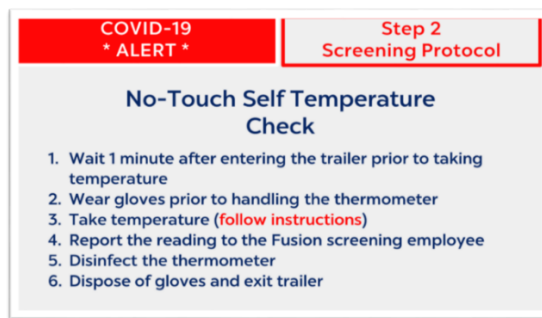 COVID-19
* ALERT *
Step 2
Screening Protocol
No-Touch Self Temperature
Check
1. Wait 1 minute after entering the trailer prior to taking
temperature
2. Wear gloves prior to handling the thermometer
3. Take temperature (follow instructions)
4. Report the reading to the Fusion screening employee
5. Disinfect the thermometer
6. Dispose of gloves and exit trailer